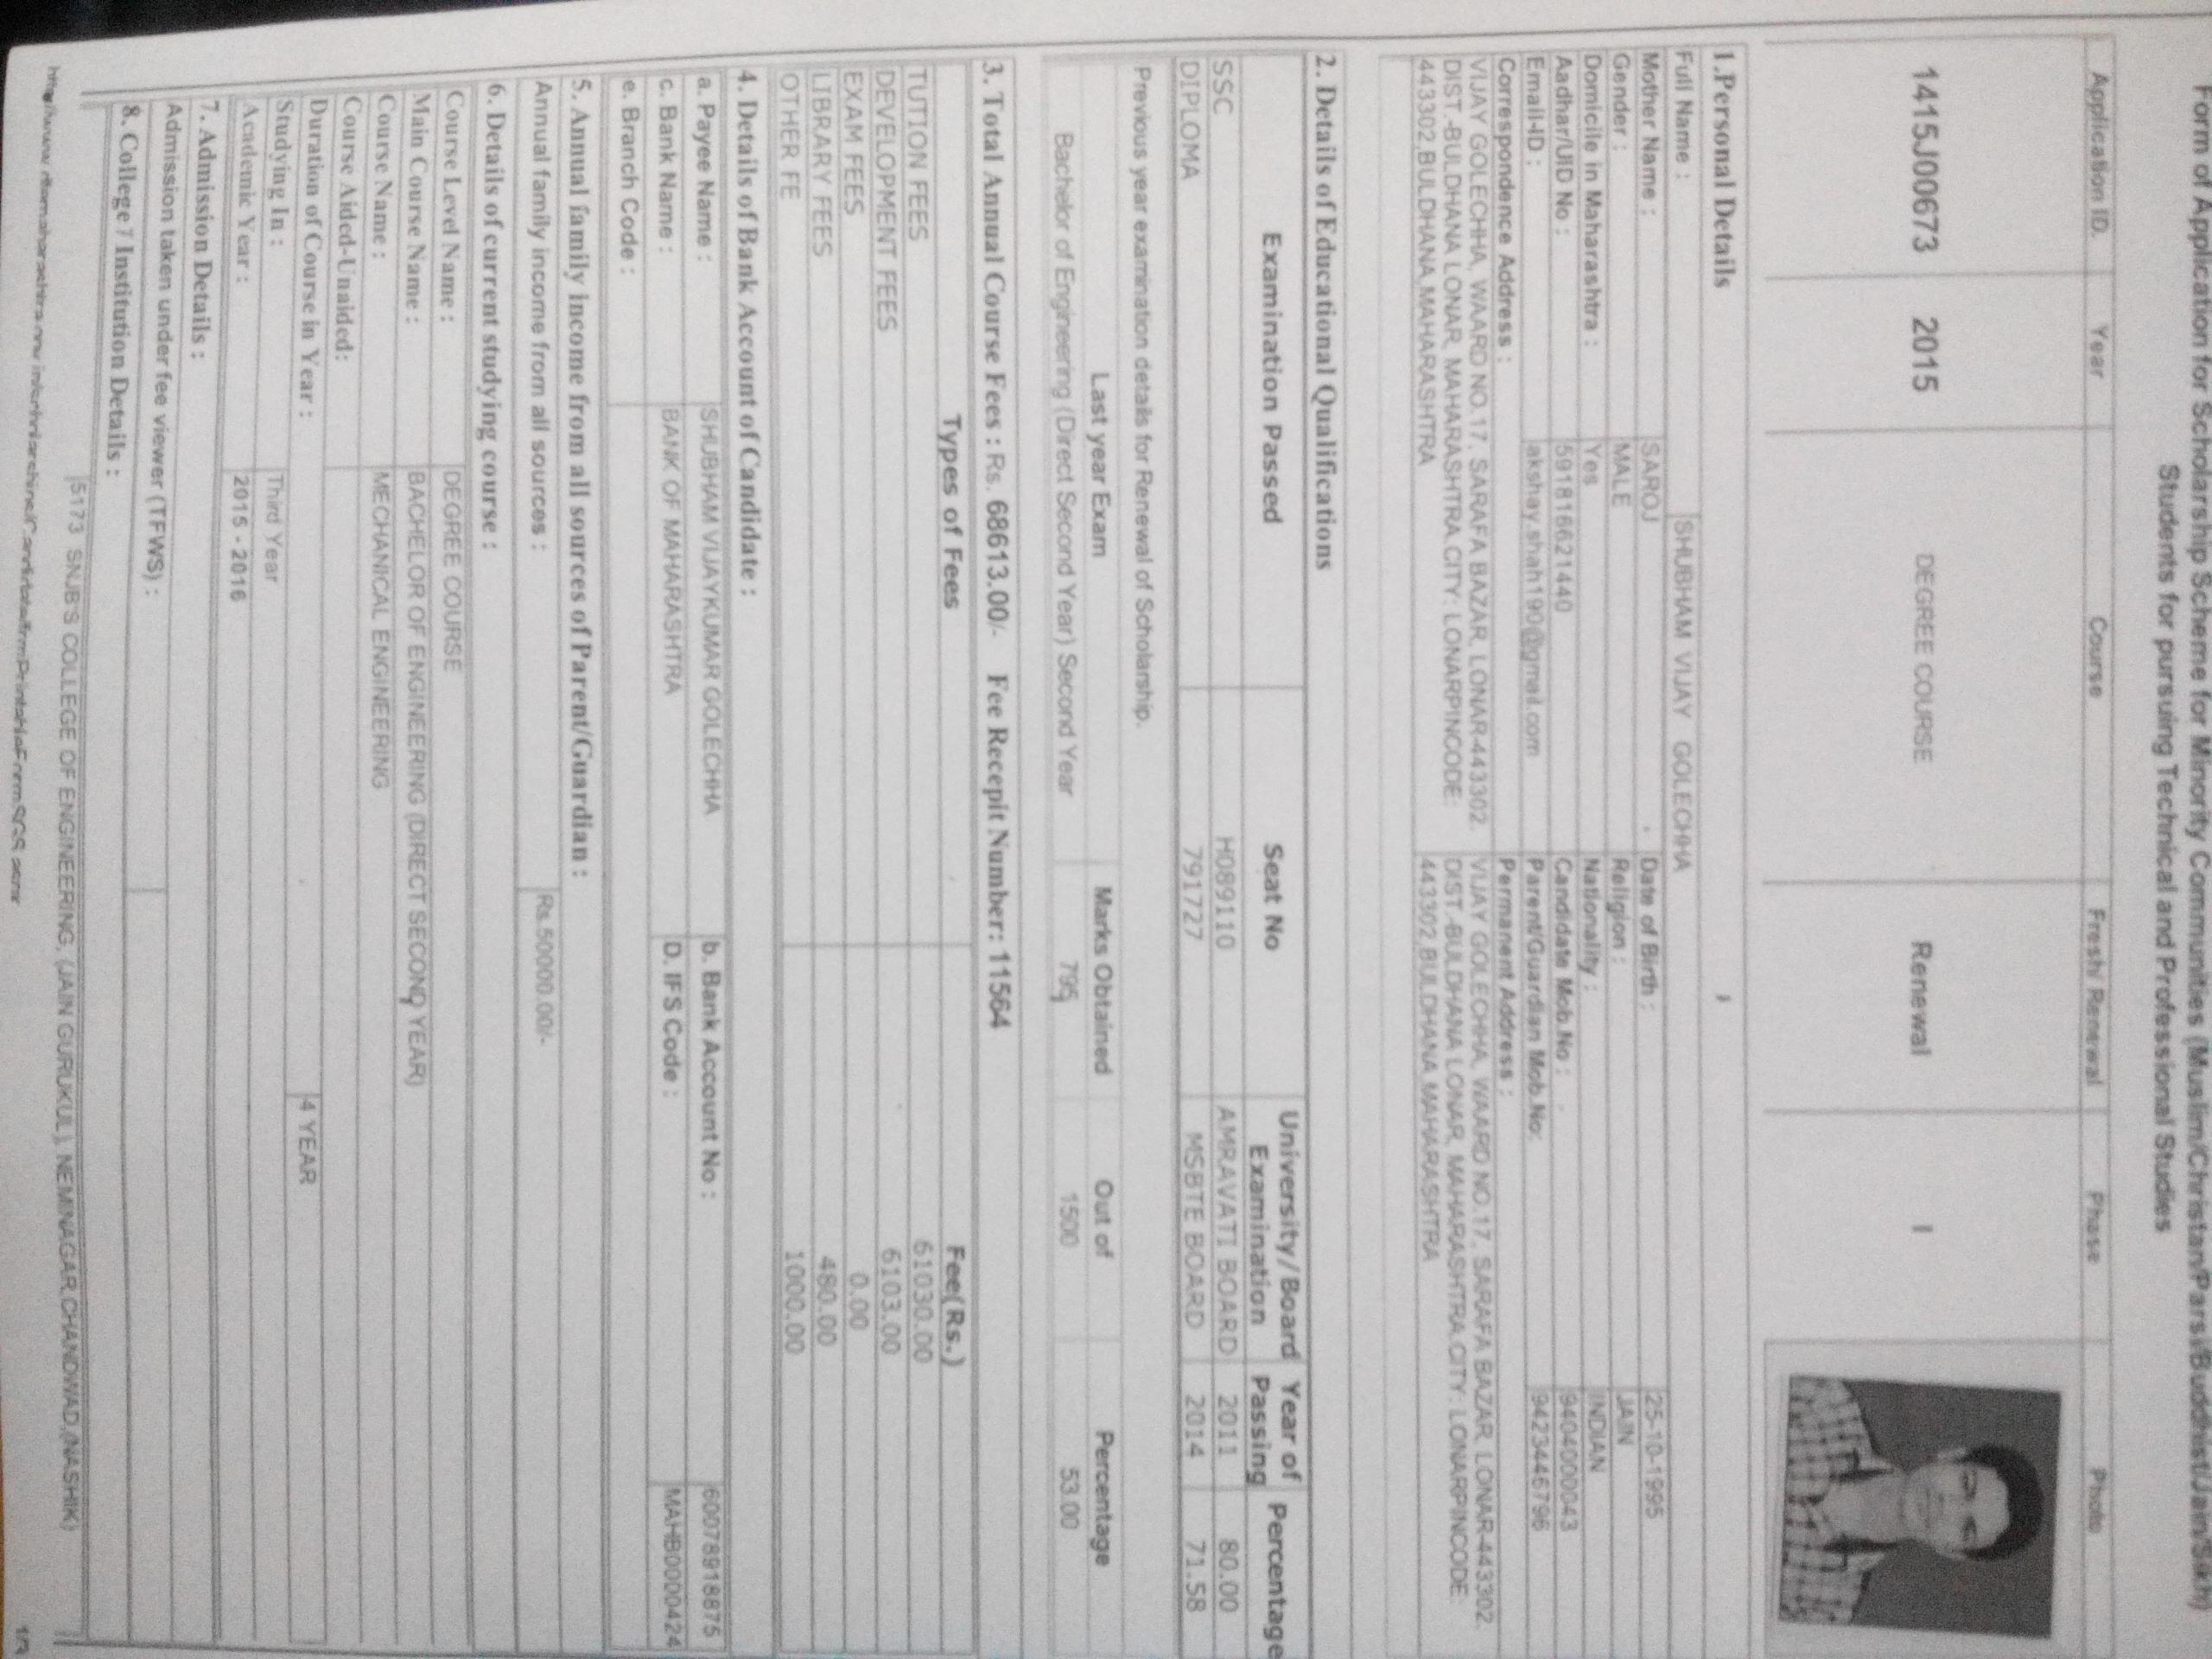 Form of Application for Scholarship Scheme for Minority Communities (Muslim/Christan/Parsi/Buddhist/Jain/Sikh)
Students for pursuing Technical and Professional Studies
Application ID. Year Course Fresh/ Renewal Phase Photo
1415J00673 2015 DEGREE COURSE Renewal I
1.Personal Details
Full Name : SHUBHAM VIJAY GOLECHHA
Mother Name : SAROJ Date of Birth : 25-10-1995
Gender : MALE Religion : JAIN
Domicile in Maharashtra : Yes Nationality : INDIAN
Aadhar/UID No : 591816621440 Candidate Mob.No : 9404000043
Email-ID : akshay.shah190@gmail.com Parent/Guardian Mob.No: 9423446796
Correspondence Address : Permanent Address :
VIJAY GOLECHHA, WAARD NO.17, SARAFA BAZAR, LONAR-443302. VIJAY GOLECHHA, WAARD NO.17, SARAFA BAZAR, LONAR-443302.
DIST.-BULDHANA LONAR, MAHARASHTRA,CITY: LONARPINCODE: DIST.-BULDHANA LONAR, MAHARASHTRA,CITY: LONARPINCODE:
443302,BULDHANA,MAHARASHTRA 443302,BULDHANA,MAHARASHTRA
2. Details of Educational Qualifications
Examination Passed Seat No University/Board Examination Year of Passing Percentage
SSC H089110 AMRAVATI BOARD 2011 80.00
DIPLOMA 791727 MSBTE BOARD 2014 71.58
Previous year examination details for Renewal of Scholarship.
Last year Exam Marks Obtained Out of Percentage
Bachelor of Engineering (Direct Second Year) Second Year 795 1500 53.00
3. Total Annual Course Fees : Rs. 68613.00/- Fee Recepit Number: 11564
Types of Fees Fee(Rs.)
TUTION FEES 61030.00
DEVELOPMENT FEES 6103.00
EXAM FEES 0.00
LIBRARY FEES 480.00
OTHER FE 1000.00
4. Details of Bank Account of Candidate :
a. Payee Name : SHUBHAM VIJAYKUMAR GOLECHHA b. Bank Account No : 60078918875
c. Bank Name : BANK OF MAHARASHTRA D. IFS Code : MAHB0000424
e. Branch Code :
5. Annual family income from all sources of Parent/Guardian :
Annual family income from all sources : Rs.50000.00/-
6. Details of current studying course :
Course Level Name : DEGREE COURSE
Main Course Name : BACHELOR OF ENGINEERING (DIRECT SECOND YEAR)
Course Name : MECHANICAL ENGINEERING
Course Aided-Unaided:
Duration of Course in Year : 4 YEAR
Studying In : Third Year
Academic Year : 2015 - 2016
7. Admission Details :
Admission taken under fee viewer (TFWS) :
8. College / Institution Details :
5173 SNJB'S COLLEGE OF ENGINEERING, (JAIN GURUKUL), NEMINAGAR,CHANDWAD,(NASHIK)
1/3